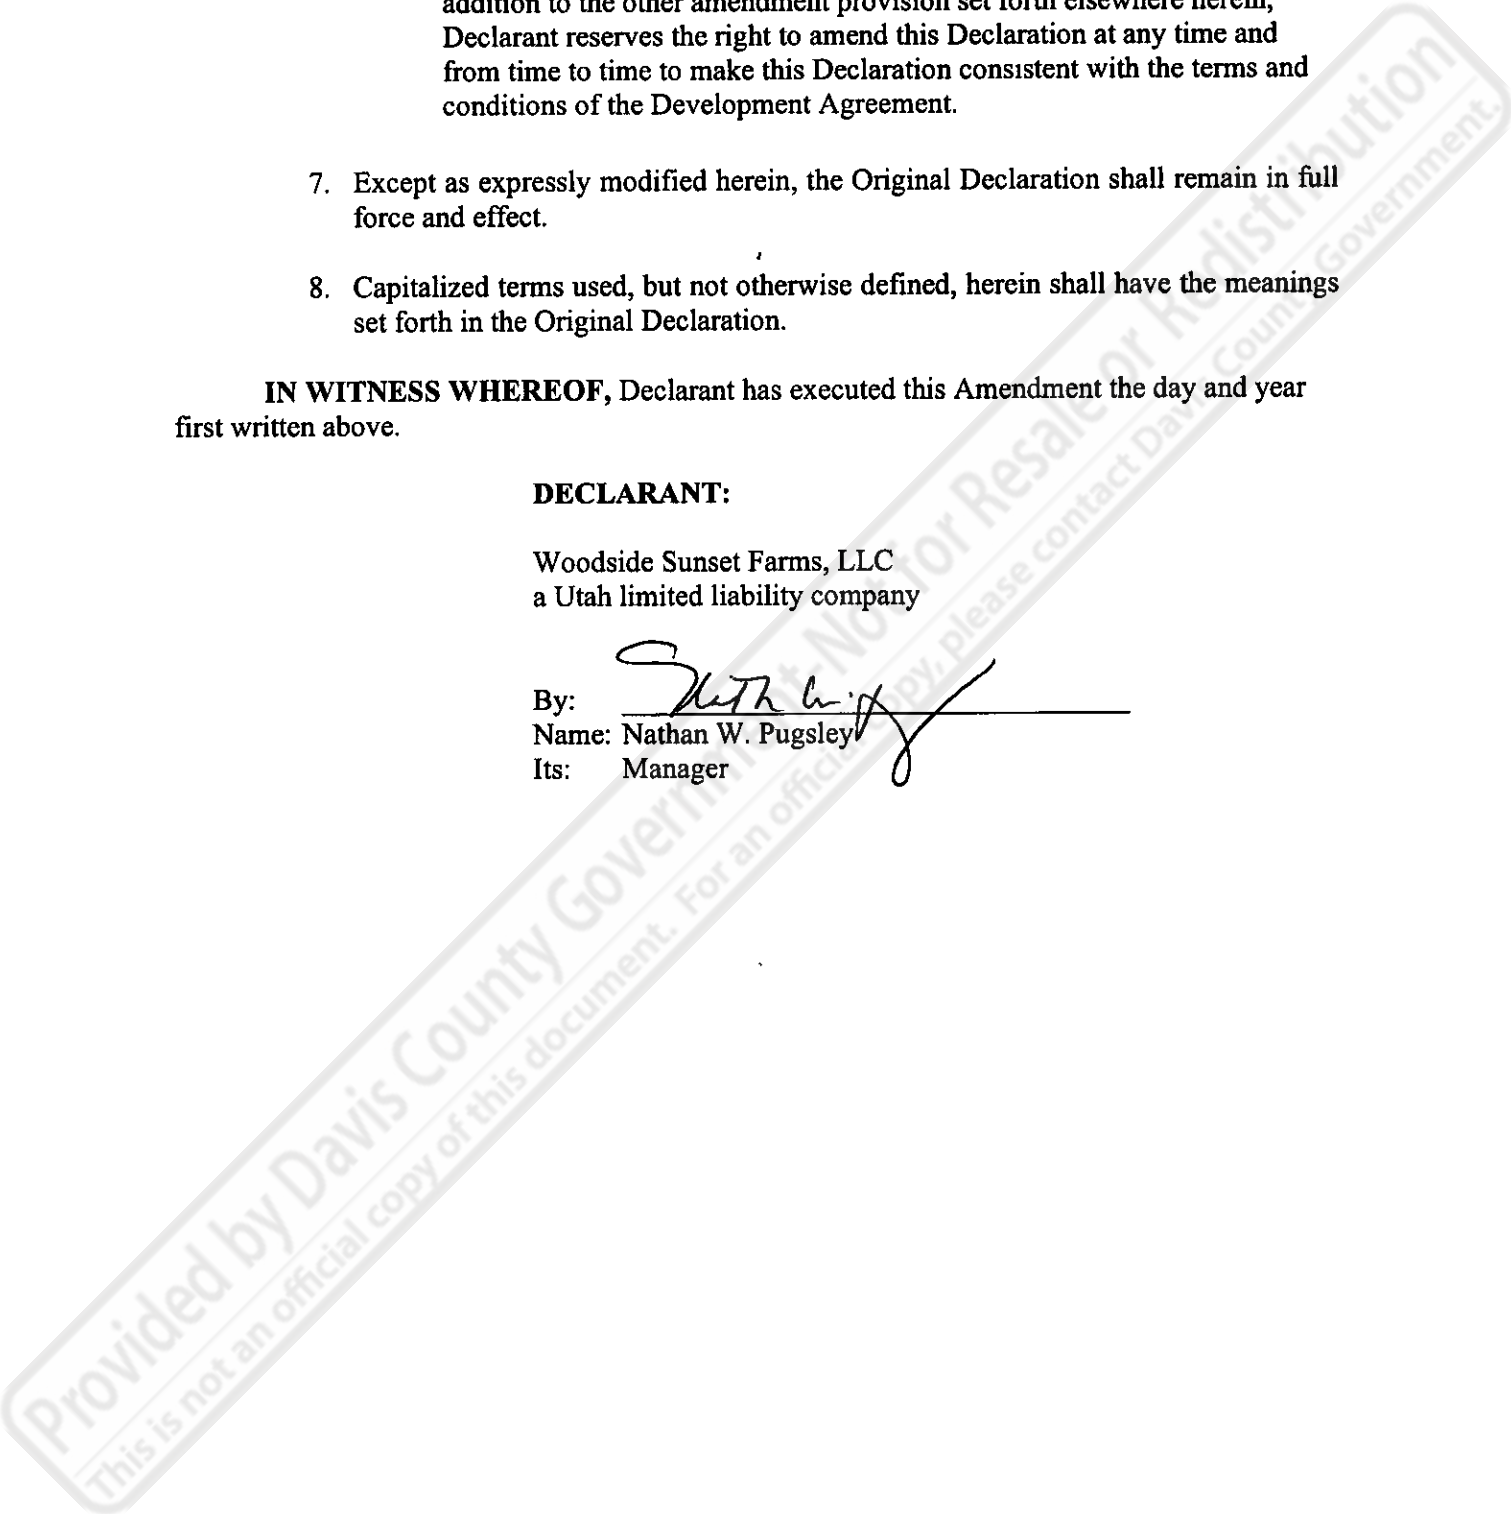 addition to the other amendment provision set forth elsewhere herein,
Declarant reserves the right to amend this Declaration at any time and
from time to time to make this Declaration consistent with the terms and
conditions of the Development Agreement.
7. Except as expressly modified herein, the Original Declaration shall remain in full
force and effect.
8. Capitalized terms used, but not otherwise defined, herein shall have the meanings
set forth in the Original Declaration.
IN WITNESS WHEREOF, Declarant has executed this Amendment the day and year
first written above.
DECLARANT:
Woodside Sunset Farms, LLC
a Utah limited liability company
By:
Name: Nathan W. Pugsley
Its: Manager
Provided by Davis County Government-Not for Resale or Redistribution
This is not an official copy of this document. For an official copy, please contact Davis County Government.